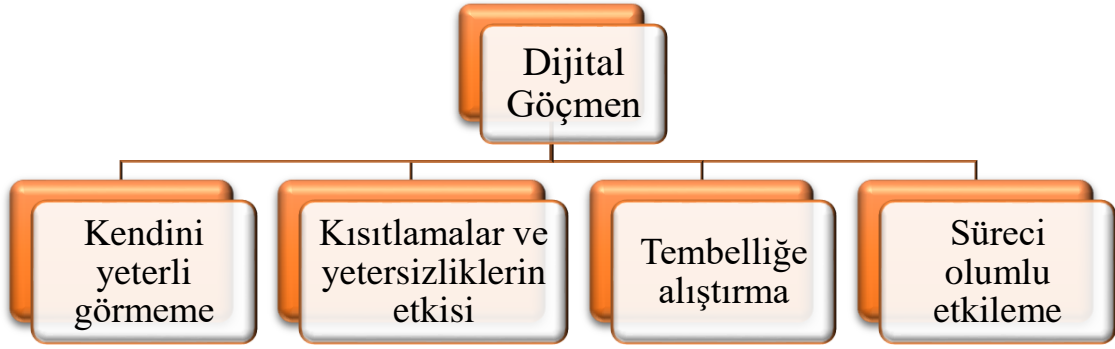 Dijital
Göçmen
Kendini
yeterli
görmeme
Kısıtlamalar ve
yetersizliklerin
etkisi
Tembelliğe
alıştırma
Süreci
olumlu
etkileme